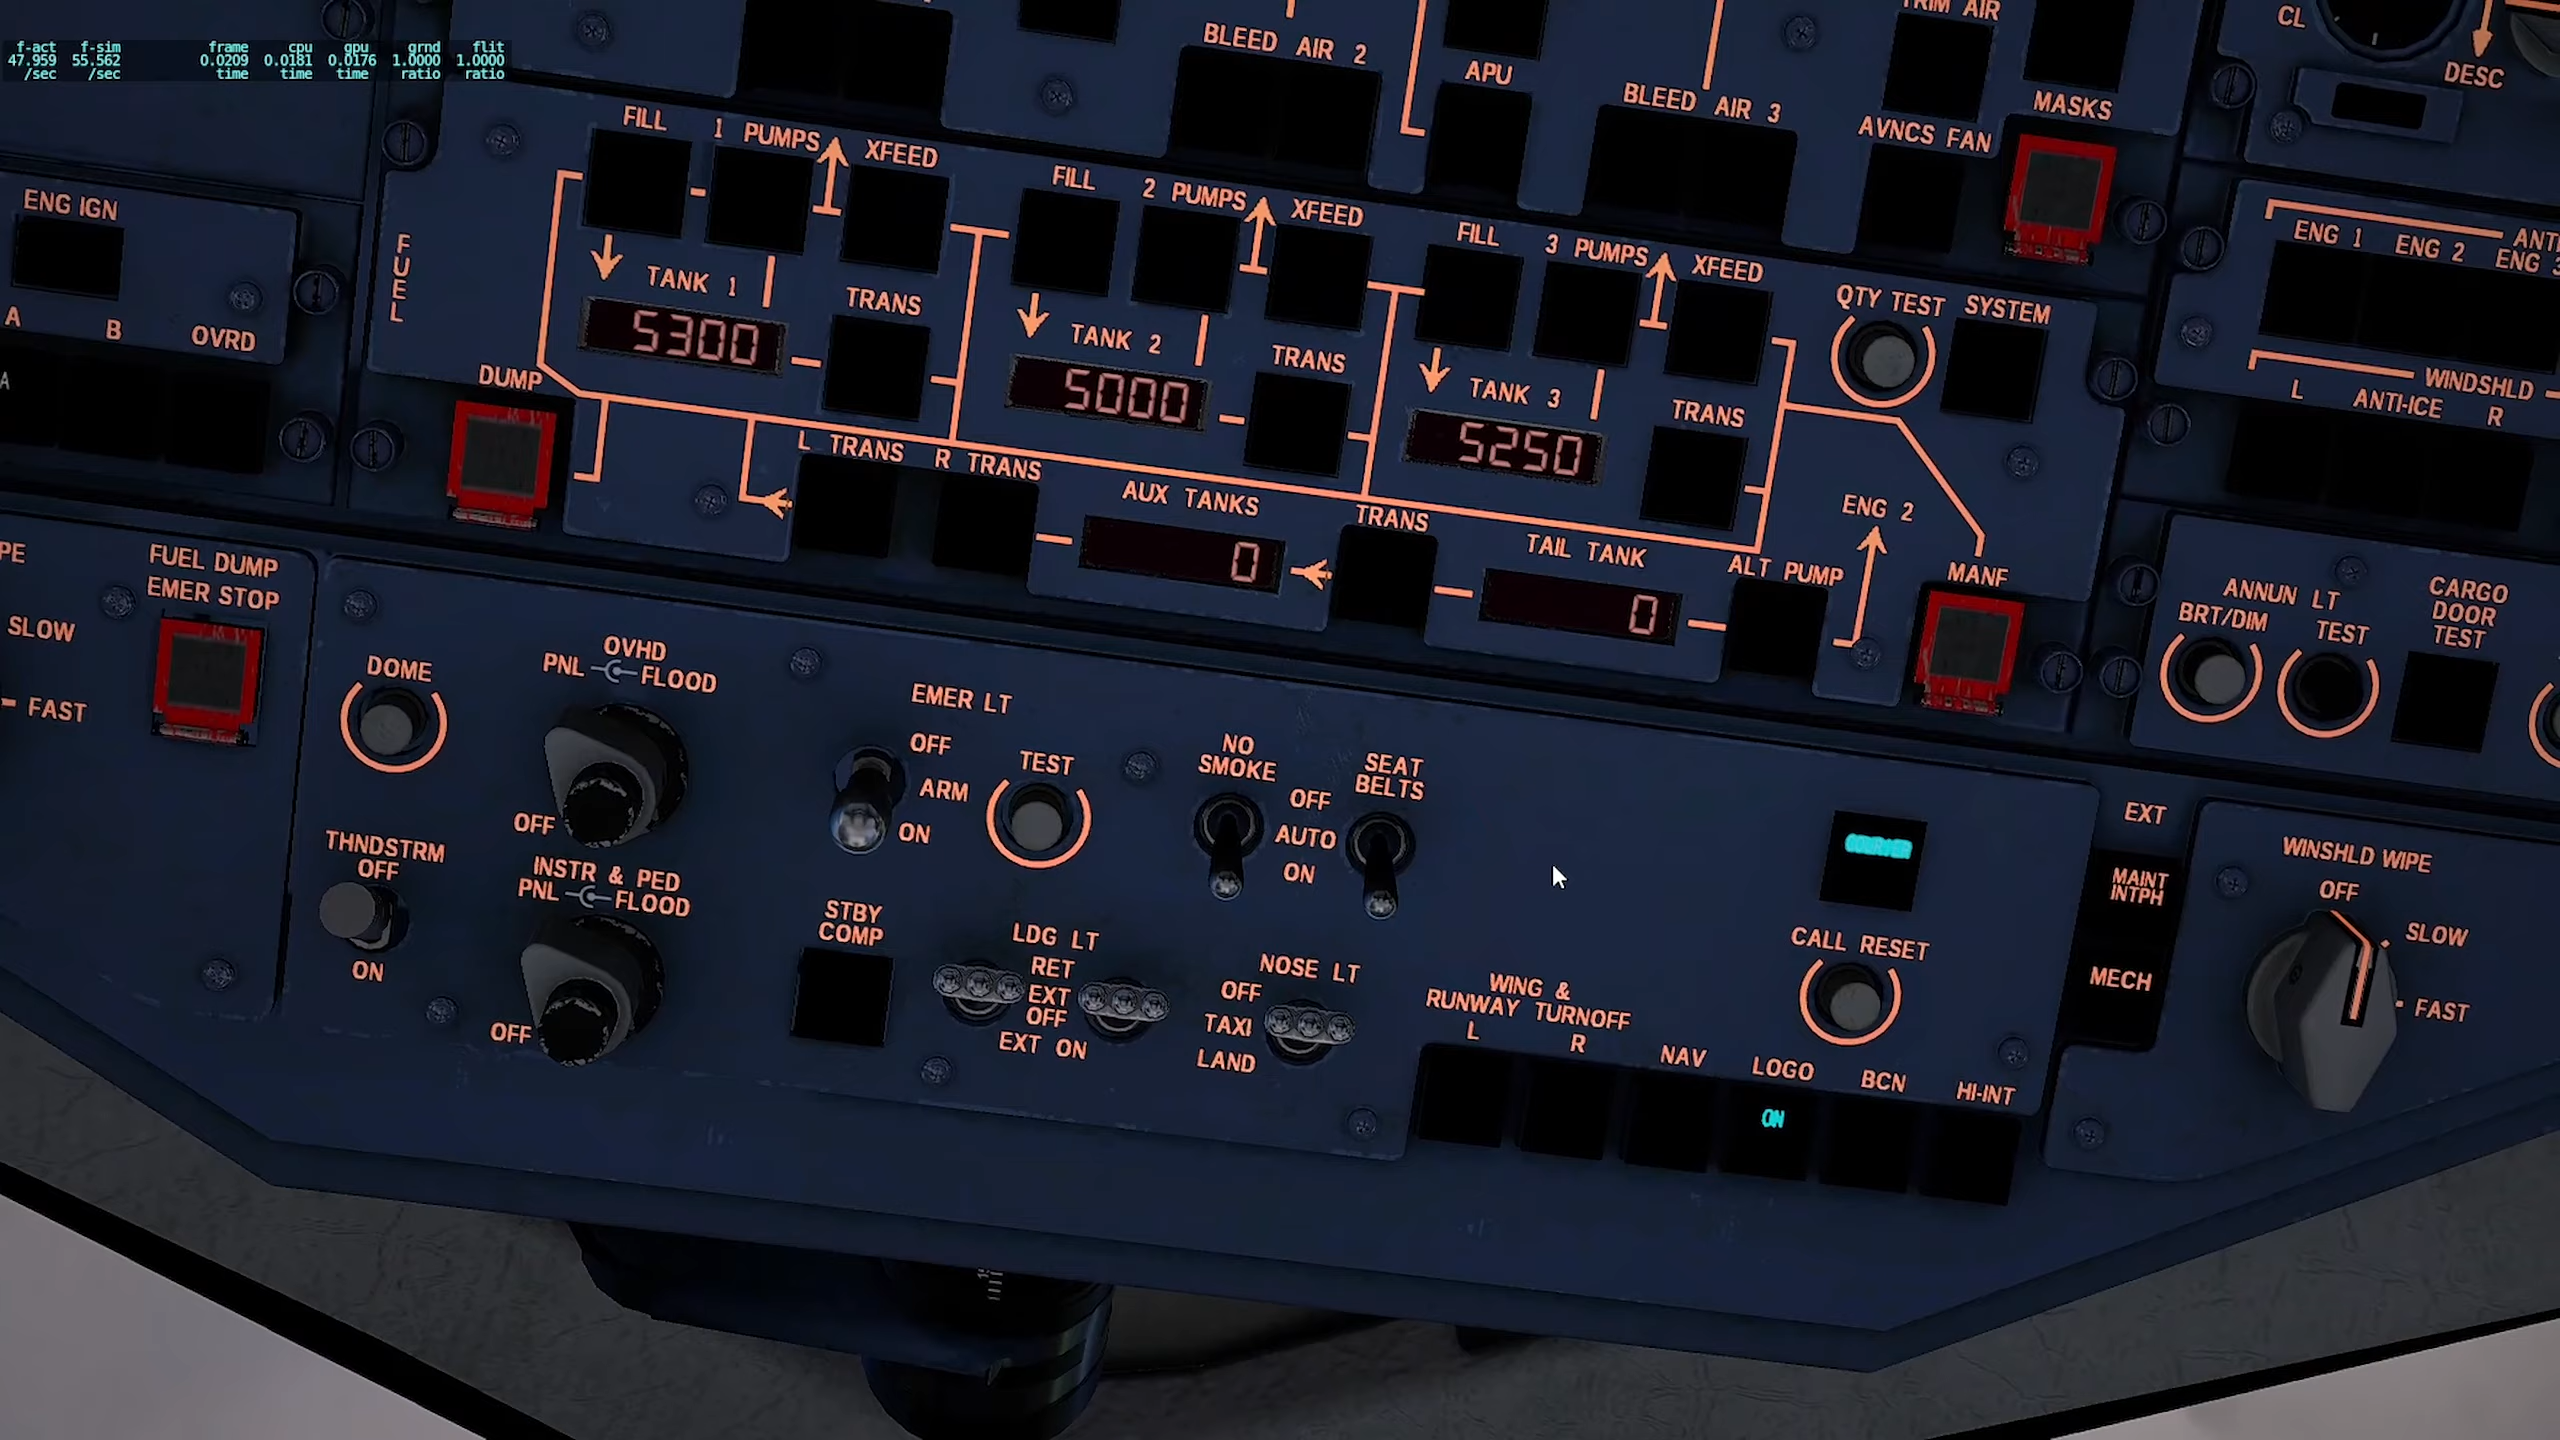 f-act f-sim frame cpu gpu grnd flit
47.959 55.562 0.0209 0.0181 0.0176 1.0000 1.0000
/sec /sec time time time ratio ratio
BLEED AIR 2
APU
BLEED AIR 3
TRIM AIR
AVNCS FAN
MASKS
CL
DESC
ENG IGN
A B OVRD
FUEL
FILL 1 PUMPS XFEED
TANK 1
5300
TRANS
FILL 2 PUMPS XFEED
TANK 2
5000
TRANS
FILL 3 PUMPS XFEED
TANK 3
5250
TRANS
QTY TEST SYSTEM
ENG 1 ENG 2 ENG 3
WINDSHLD
L ANTI-ICE R
DUMP
L TRANS R TRANS
AUX TANKS
0
TRANS
TAIL TANK
0
ALT PUMP
ENG 2
MANF
FUEL DUMP
EMER STOP
SLOW
FAST
DOME
OVHD
PNL FLOOD
OFF
THNDSTRM
OFF
ON
INSTR & PED
PNL FLOOD
OFF
EMER LT
OFF
ARM
ON
TEST
NO
SMOKE
OFF
AUTO
ON
SEAT
BELTS
STBY
COMP
LDG LT
RET
EXT
OFF
EXT ON
NOSE LT
OFF
TAXI
LAND
WING &
RUNWAY TURNOFF
L R
NAV
LOGO
ON
BCN
HI-INT
CALL RESET
ANNUN LT
BRT/DIM TEST
CARGO
DOOR
TEST
EXT
MAINT
INTPH
MECH
WINSHLD WIPE
OFF
SLOW
FAST